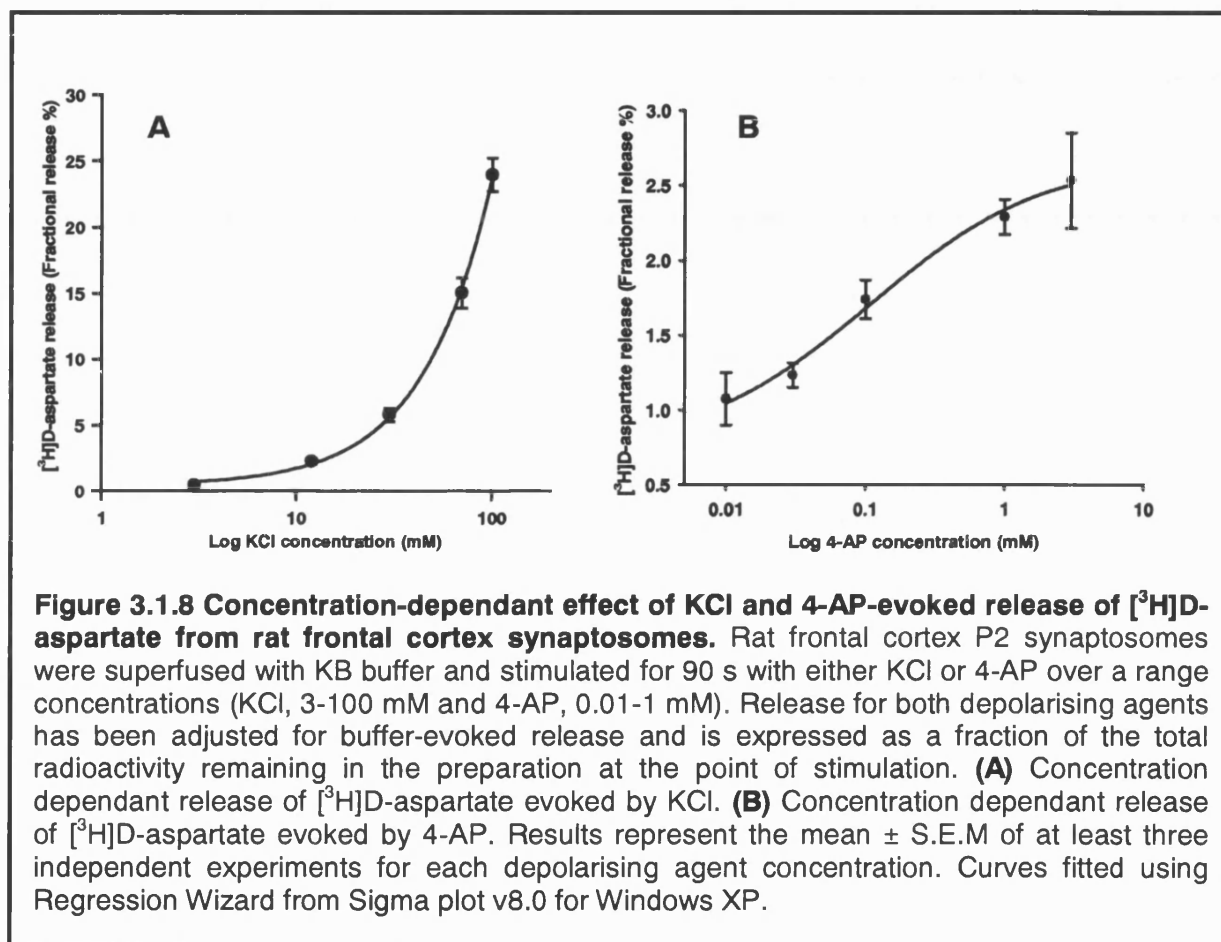 A
30
25
20
15
10
5
0
[³H]D-aspartate release (Fractional release %)
1
10
100
Log KCl concentration (mM)
B
3.0
2.5
2.0
1.5
1.0
0.5
[³H]D-aspartate release (Fractional release %)
0.01
0.1
1
10
Log 4-AP concentration (mM)
Figure 3.1.8 Concentration-dependant effect of KCl and 4-AP-evoked release of [³H]D-
aspartate from rat frontal cortex synaptosomes. Rat frontal cortex P2 synaptosomes
were superfused with KB buffer and stimulated for 90 s with either KCl or 4-AP over a range
concentrations (KCl, 3-100 mM and 4-AP, 0.01-1 mM). Release for both depolarising agents
has been adjusted for buffer-evoked release and is expressed as a fraction of the total
radioactivity remaining in the preparation at the point of stimulation. (A) Concentration
dependant release of [³H]D-aspartate evoked by KCl. (B) Concentration dependant release
of [³H]D-aspartate evoked by 4-AP. Results represent the mean ± S.E.M of at least three
independent experiments for each depolarising agent concentration. Curves fitted using
Regression Wizard from Sigma plot v8.0 for Windows XP.